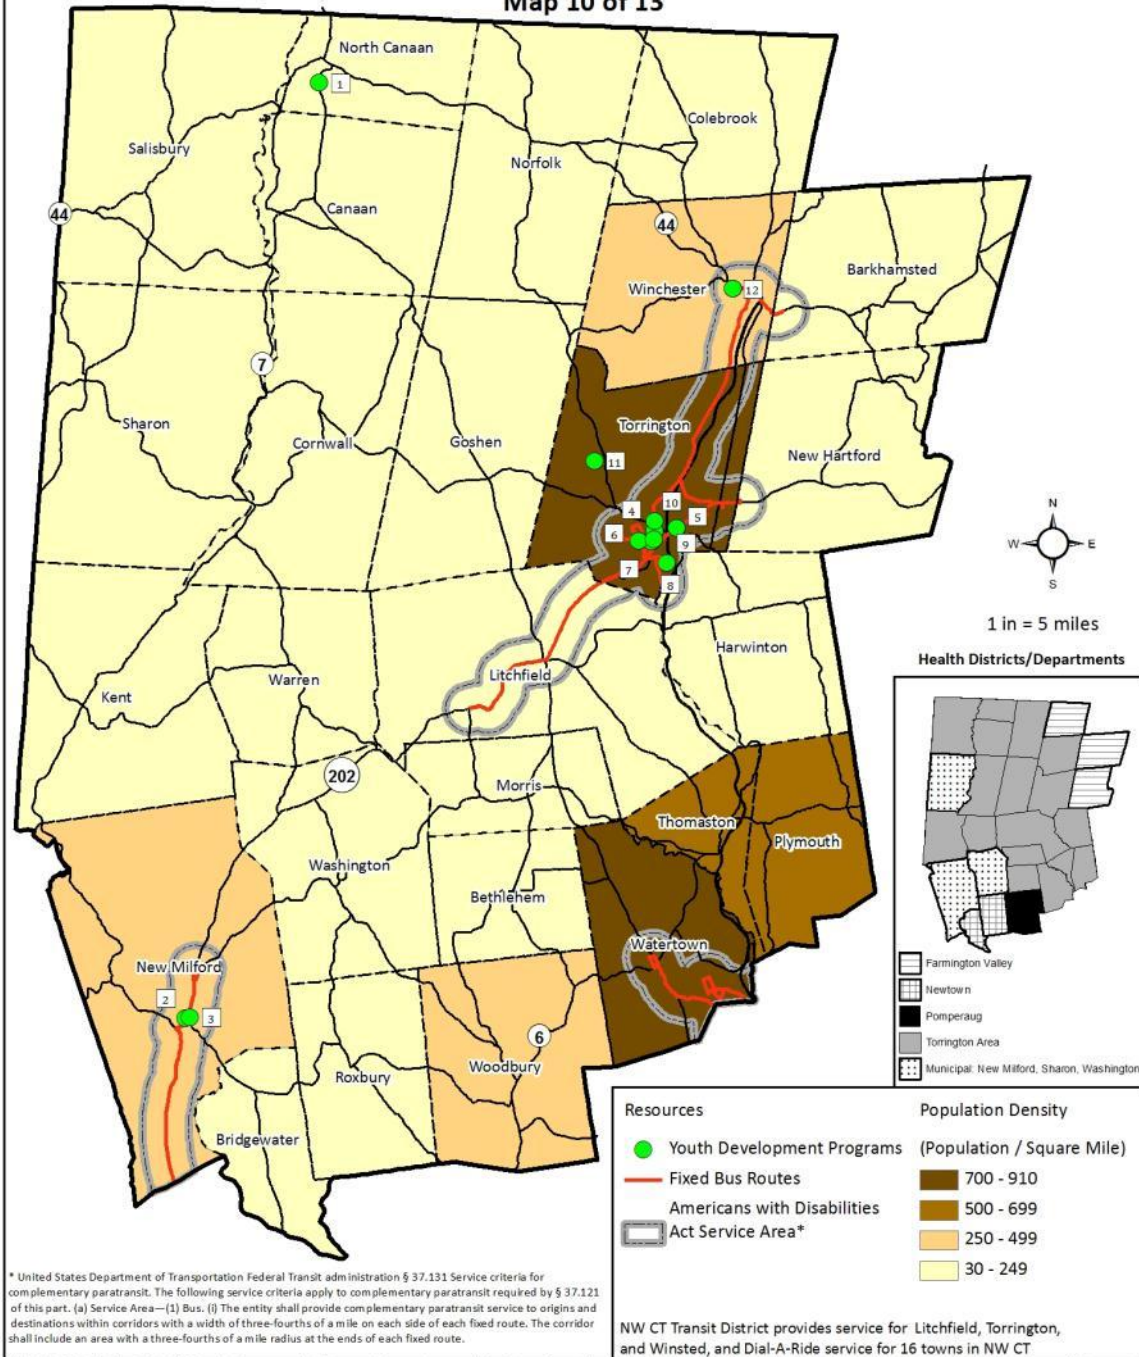 Map 10 of 13
North Canaan
1
Colebrook
Salisbury
Norfolk
Canaan
44
44
Barkhamsted
Winchester
12
7
Sharon
Cornwall
Goshen
Torrington
New Hartford
11
10
4
5
6
9
7
8
N
W
E
S
1 in = 5 miles
Harwinton
Health Districts/Departments
Litchfield
Warren
Kent
202
Morris
Thomaston
Plymouth
Washington
Bethlehem
Watertown
New Milford
2
3
6
Woodbury
Roxbury
Bridgewater
Farmington Valley
Newtown
Pomperaug
Torrington Area
Municipal: New Milford, Sharon, Washington
Resources
Youth Development Programs
Fixed Bus Routes
Americans with Disabilities
Act Service Area*
Population Density
(Population / Square Mile)
700 - 910
500 - 699
250 - 499
30 - 249
* United States Department of Transportation Federal Transit administration § 37.131 Service criteria for
complementary paratransit. The following service criteria apply to complementary paratransit required by § 37.121
of this part. (a) Service Area—(1) Bus. (i) The entity shall provide complementary paratransit service to origins and
destinations within corridors with a width of three-fourths of a mile on each side of each fixed route. The corridor
shall include an area with a three-fourths of a mile radius at the ends of each fixed route.
NW CT Transit District provides service for Litchfield, Torrington,
and Winsted, and Dial-A-Ride service for 16 towns in NW CT